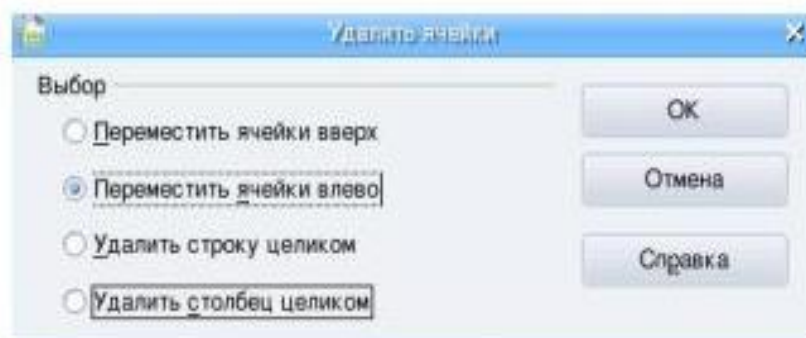 Удалить ячейки
Выбор
Переместить ячейки вверх
Переместить ячейки влево
Удалить строку целиком
Удалить столбец целиком
OK
Отмена
Справка